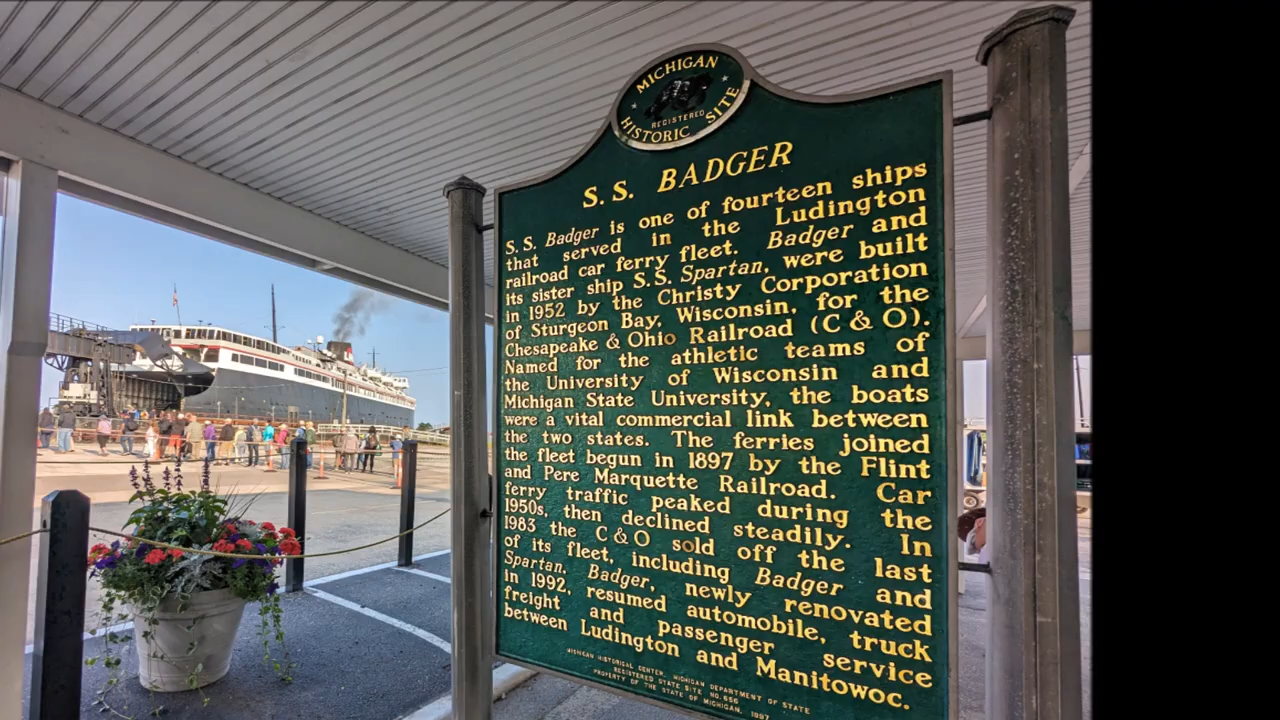 MICHIGAN
REGISTERED
HISTORIC SITE
S.S. BADGER
S.S. Badger is one of fourteen ships
that served in the Ludington
railroad car ferry fleet. Badger and
its sister ship S.S. Spartan, were built
in 1952 by the Christy Corporation
of Sturgeon Bay, Wisconsin, for the
Chesapeake & Ohio Railroad (C & O).
Named for the athletic teams of
the University of Wisconsin and
Michigan State University, the boats
were a vital commercial link between
the two states. The ferries joined
the fleet begun in 1897 by the Flint
and Pere Marquette Railroad. Car
ferry traffic peaked during the
1950s, then declined steadily. In
1983 the C & O sold off the last
of its fleet, including Badger and
Spartan. Badger, newly renovated
in 1992, resumed automobile, truck
freight and passenger service
between Ludington and Manitowoc.
MICHIGAN HISTORICAL CENTER, MICHIGAN DEPARTMENT OF STATE
REGISTERED STATE SITE NO. 656
PROPERTY OF THE STATE OF MICHIGAN, 1997